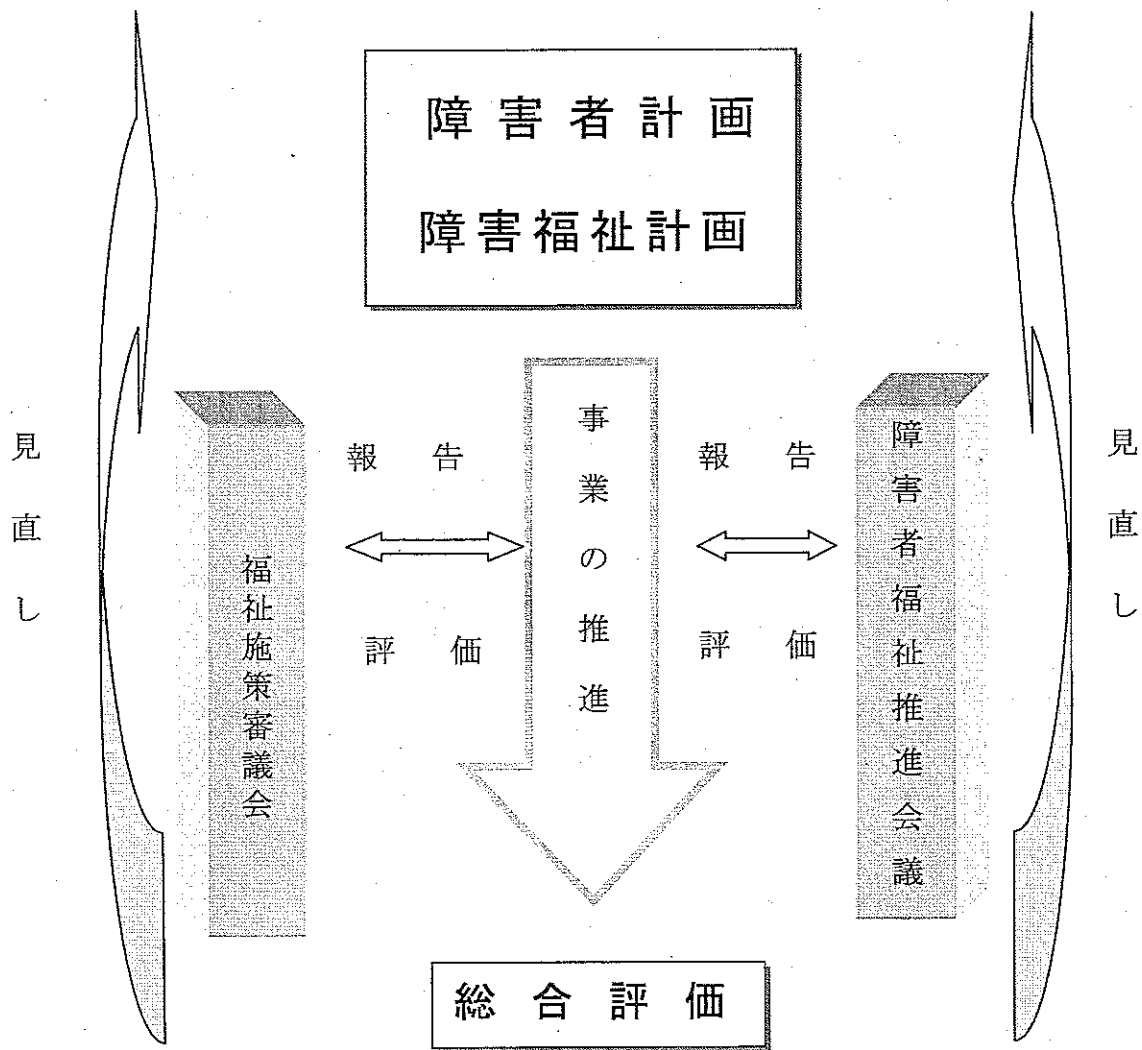 障害者計画
障害福祉計画
見直し
福祉施策審議会
報告
評価
事業の推進
報告
評価
障害者福祉推進会議
見直し
総合評価